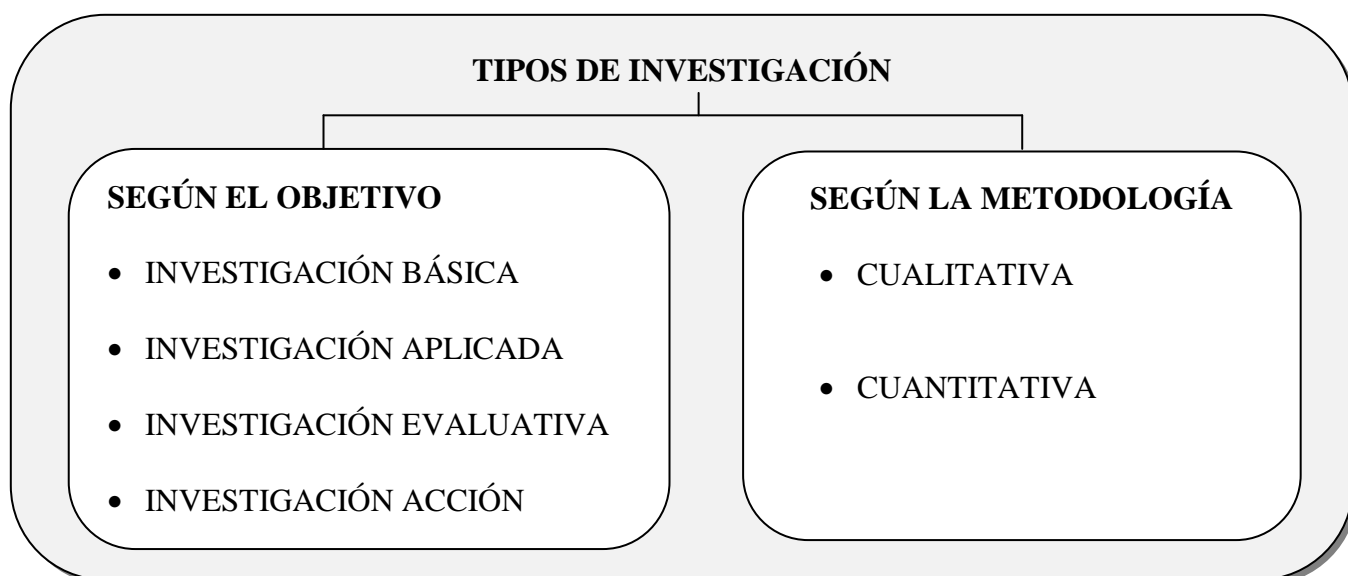 TIPOS DE INVESTIGACIÓN
SEGÚN EL OBJETIVO
• INVESTIGACIÓN BÁSICA
• INVESTIGACIÓN APLICADA
• INVESTIGACIÓN EVALUATIVA
• INVESTIGACIÓN ACCIÓN
SEGÚN LA METODOLOGÍA
• CUALITATIVA
• CUANTITATIVA